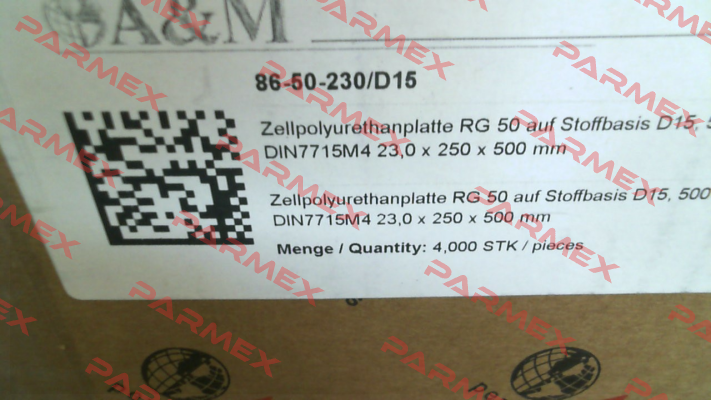 A&M
86-50-230/D15
Zellpolyurethanplatte RG 50 auf Stoffbasis D15,
DIN7715M4 23,0 x 250 x 500 mm
Zellpolyurethanplatte RG 50 auf Stoffbasis D15, 500
DIN7715M4 23,0 x 250 x 500 mm
Menge / Quantity: 4,000 STK / pieces
PARMEX